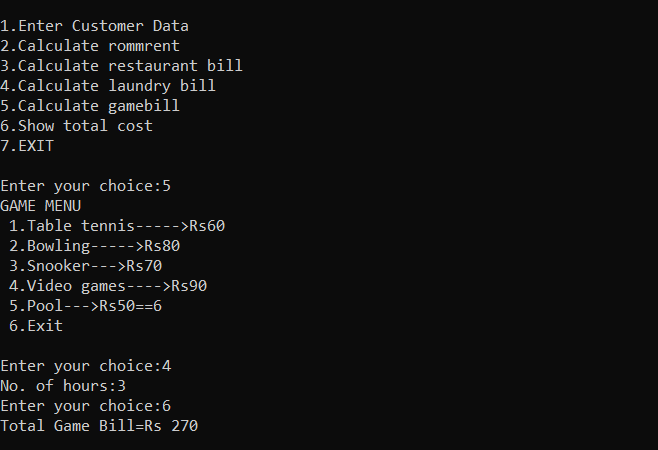 1.Enter Customer Data
2.Calculate rommrent
3.Calculate restaurant bill
4.Calculate laundry bill
5.Calculate gamebill
6.Show total cost
7.EXIT
Enter your choice:5
GAME MENU
1.Table tennis----->Rs60
2.Bowling----->Rs80
3.Snooker--->Rs70
4.Video games---->Rs90
5.Pool--->Rs50==6
6.Exit
Enter your choice:4
No. of hours:3
Enter your choice:6
Total Game Bill=Rs 270